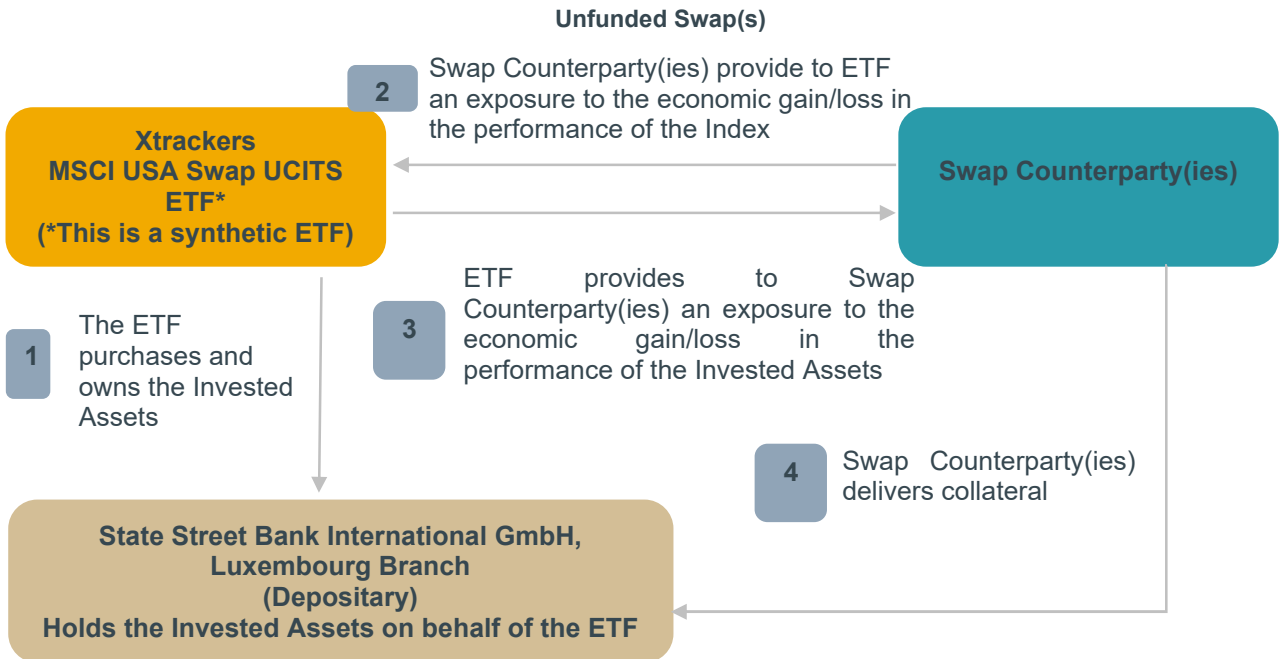 Unfunded Swap(s)
2
Swap Counterparty(ies) provide to ETF
an exposure to the economic gain/loss in
the performance of the Index
Xtrackers
MSCI USA Swap UCITS
ETF*
(*This is a synthetic ETF)
Swap Counterparty(ies)
1
The ETF
purchases and
owns the Invested
Assets
3
ETF provides to Swap
Counterparty(ies) an exposure to the
economic gain/loss in the
performance of the Invested Assets
4
Swap Counterparty(ies)
delivers collateral
State Street Bank International GmbH,
Luxembourg Branch
(Depositary)
Holds the Invested Assets on behalf of the ETF